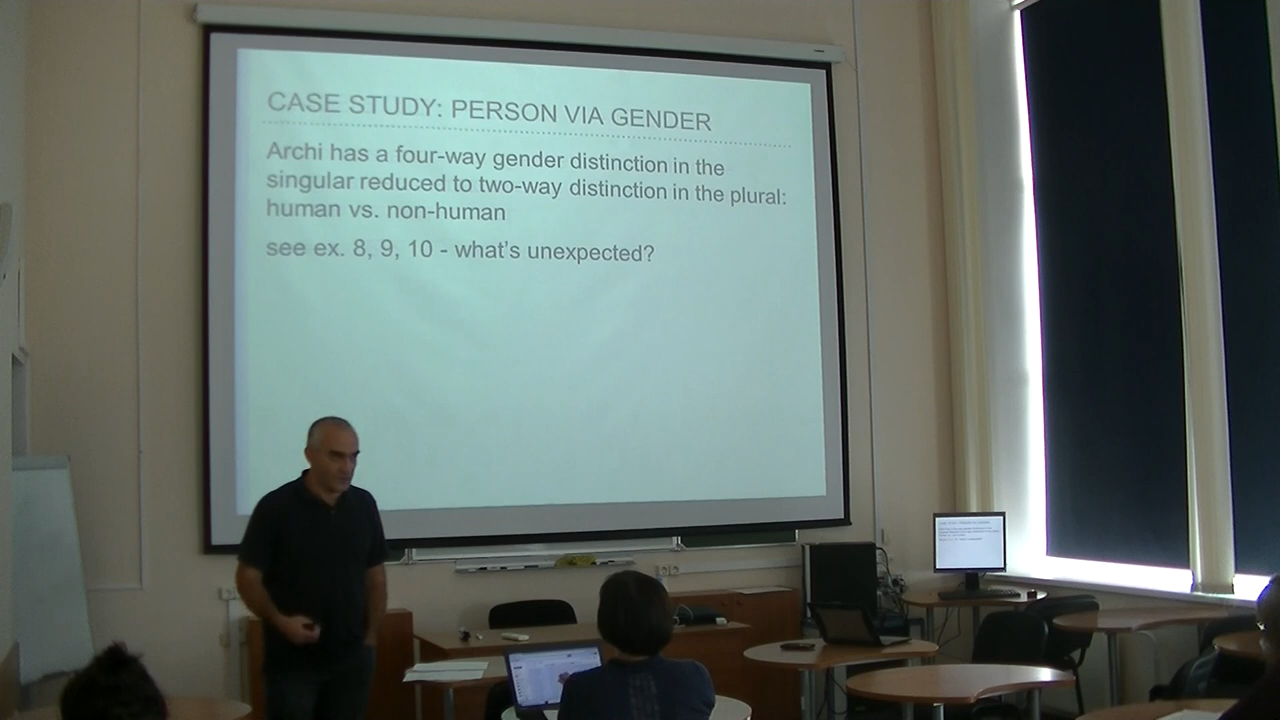 CASE STUDY: PERSON VIA GENDER
Archi has a four-way gender distinction in the
singular reduced to two-way distinction in the plural:
human vs. non-human
see ex. 8, 9, 10 - what's unexpected?